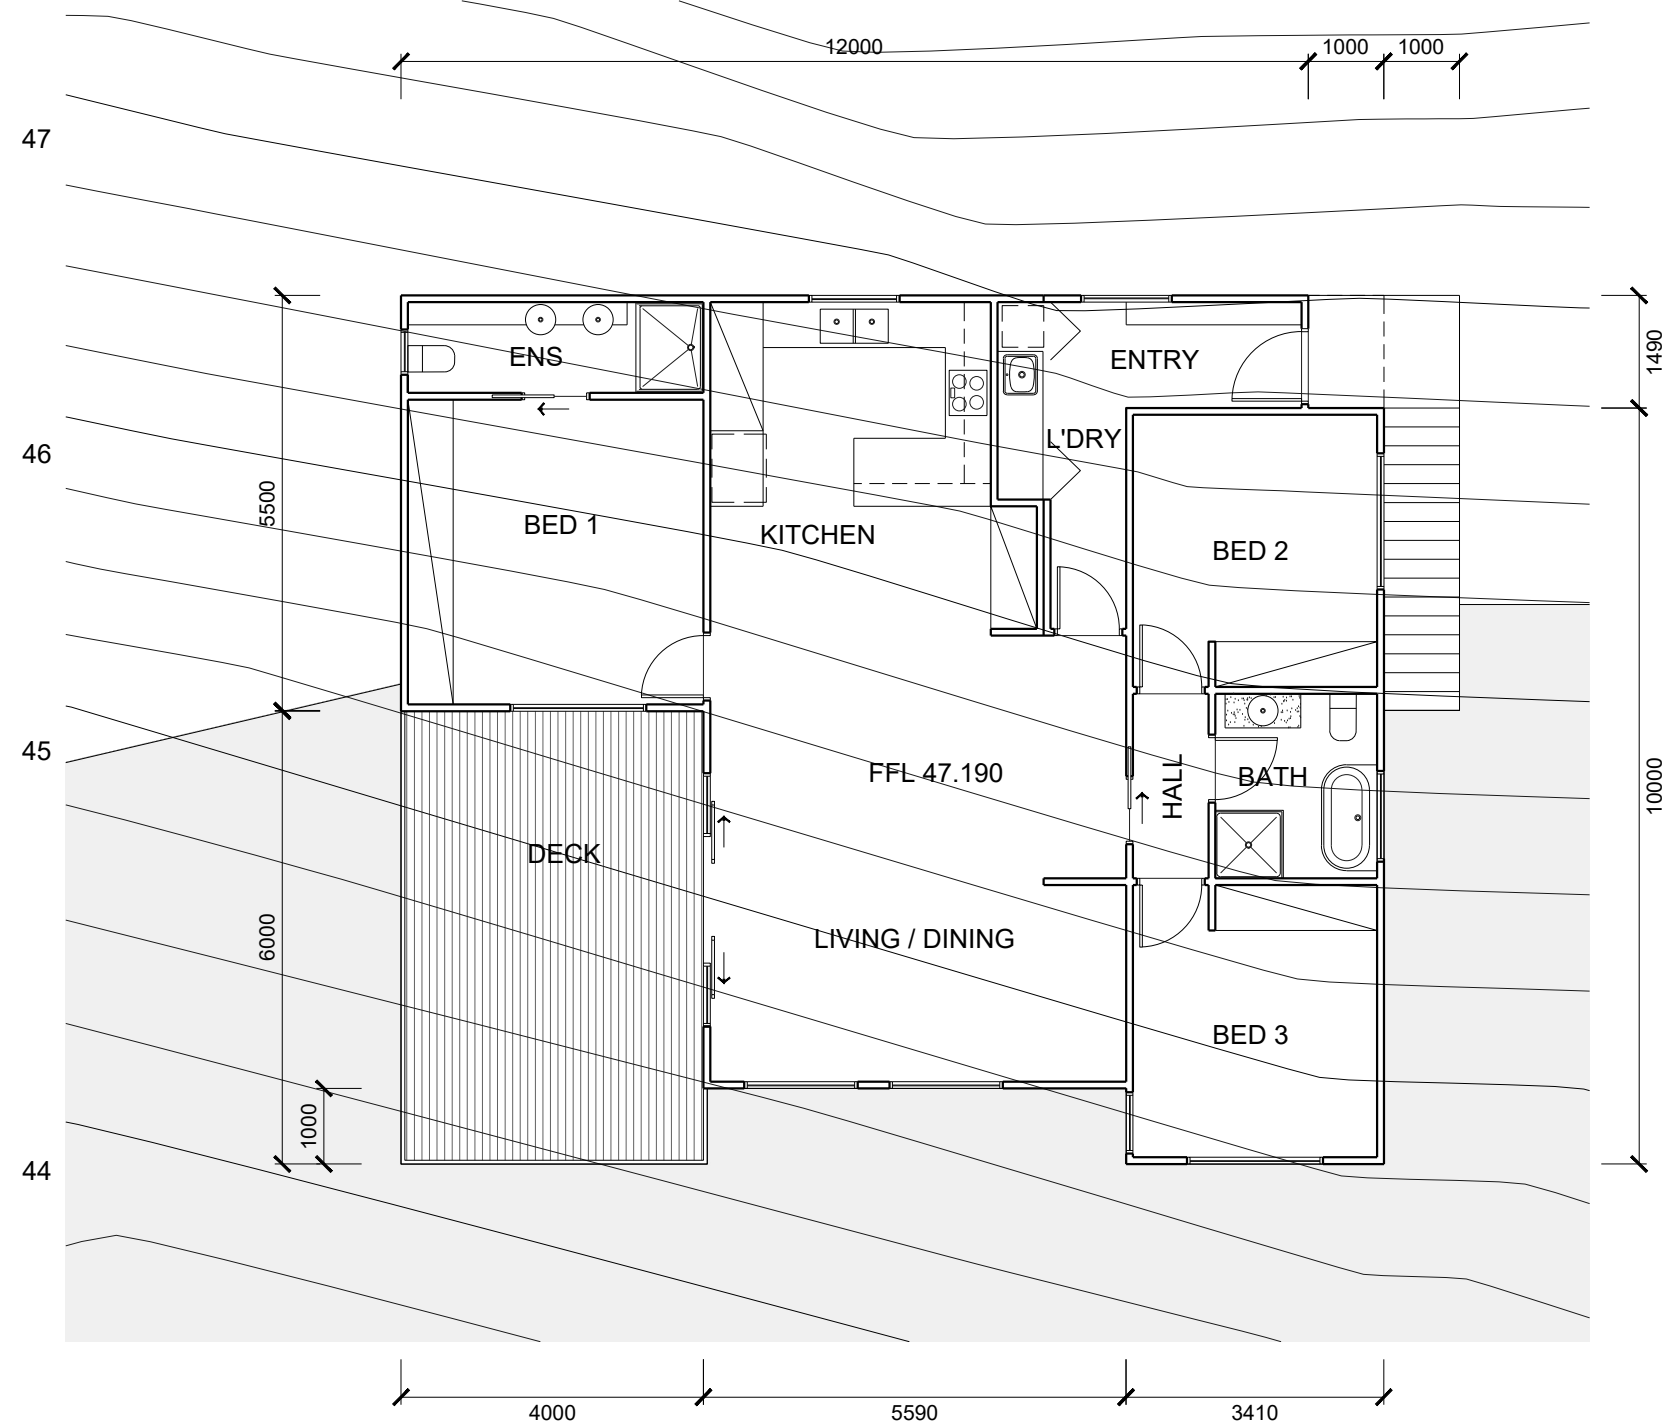 12000
1000
1000
47
1490
ENS
ENTRY
L'DRY
46
5500
BED 1
KITCHEN
BED 2
45
FFL 47.190
HALL
BATH
10000
DECK
6000
LIVING / DINING
BED 3
1000
44
4000
5590
3410